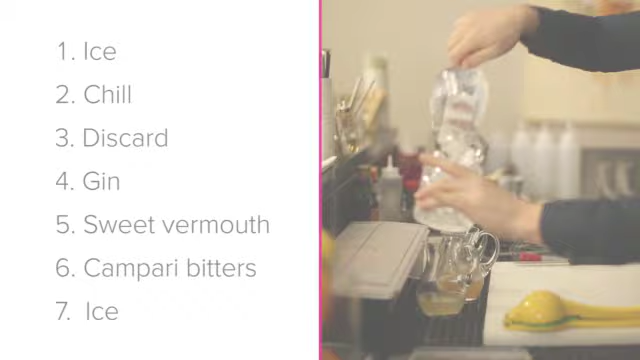 1. Ice
2. Chill
3. Discard
4. Gin
5. Sweet vermouth
6. Campari bitters
7. Ice